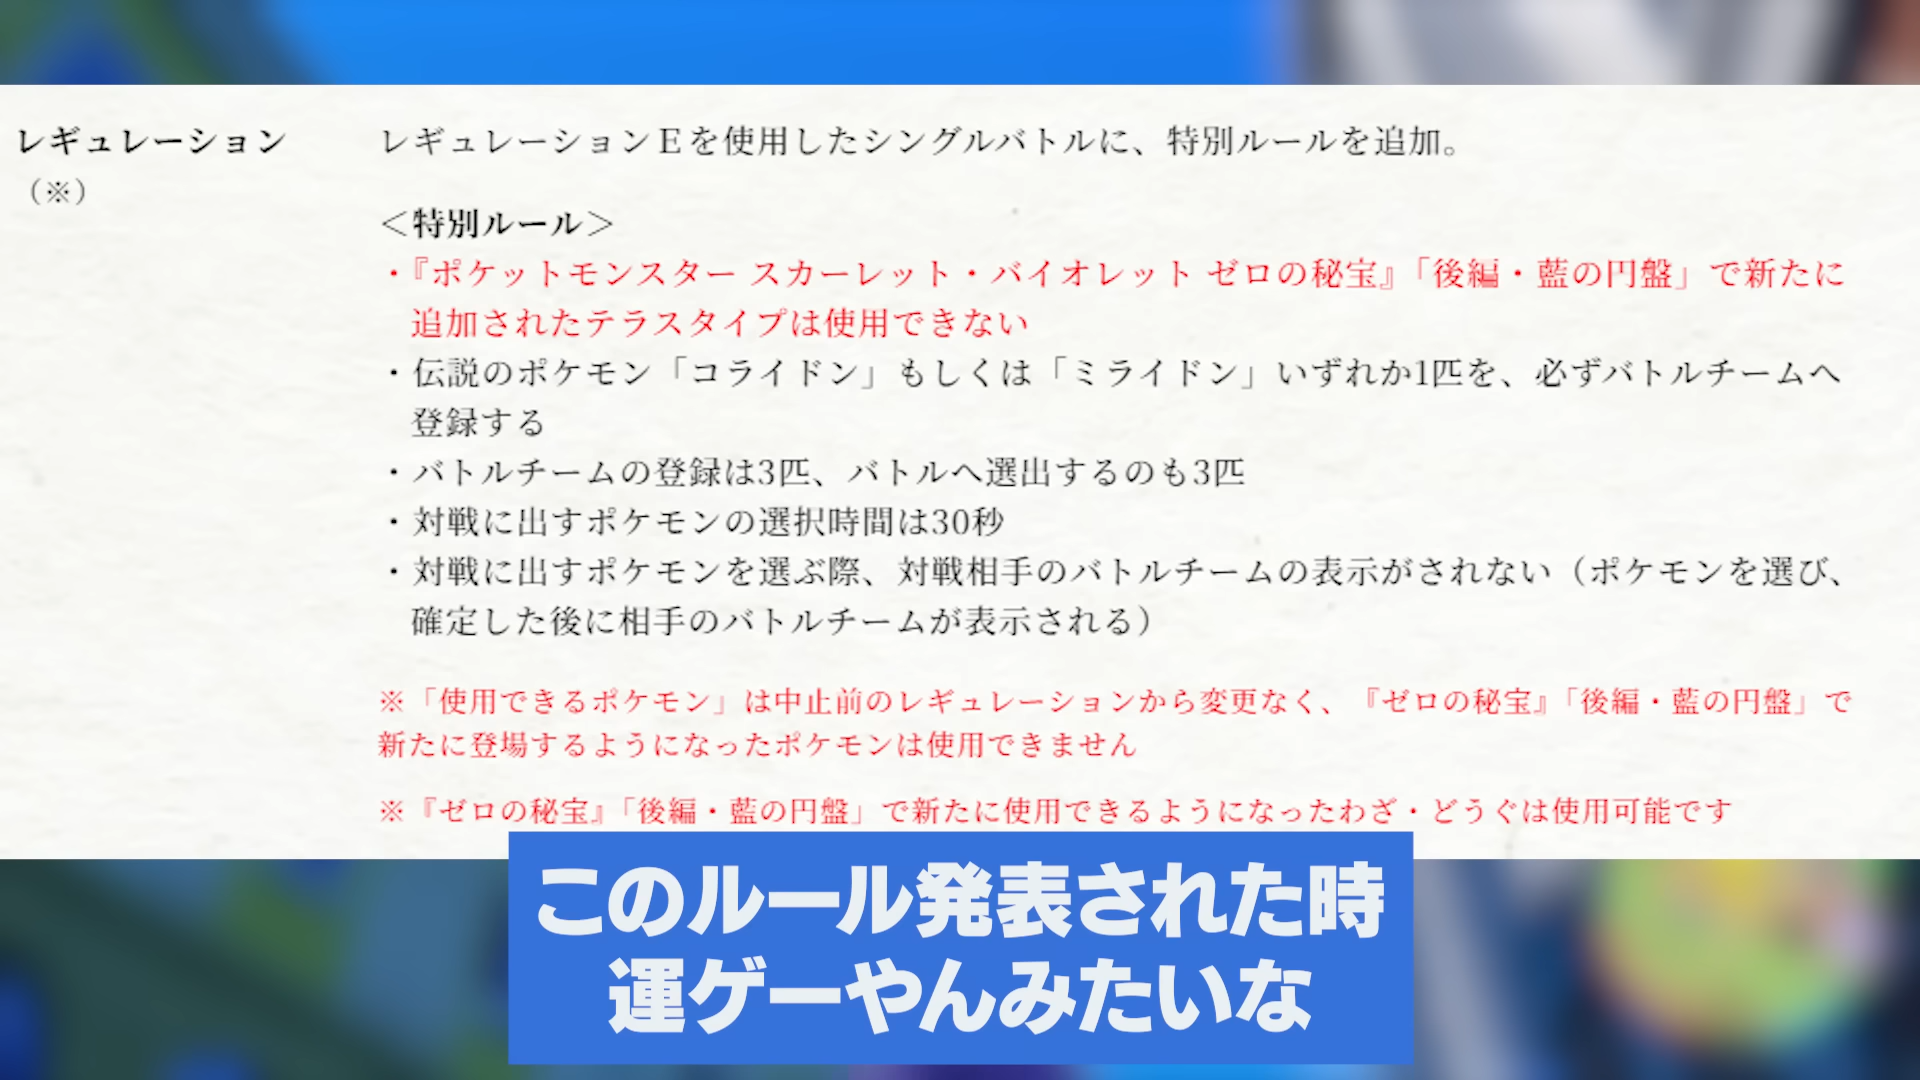 レギュレーション
（※）
レギュレーションＥを使用したシングルバトルに、特別ルールを追加。
＜特別ルール＞
・『ポケットモンスター スカーレット・バイオレット ゼロの秘宝』「後編・藍の円盤」で新たに
追加されたテラスタイプは使用できない
・伝説のポケモン「コライドン」もしくは「ミライドン」いずれか1匹を、必ずバトルチームへ
登録する
・バトルチームの登録は3匹、バトルへ選出するのも3匹
・対戦に出すポケモンの選択時間は30秒
・対戦に出すポケモンを選ぶ際、対戦相手のバトルチームの表示がされない（ポケモンを選び、
確定した後に相手のバトルチームが表示される）
※「使用できるポケモン」は中止前のレギュレーションから変更なく、『ゼロの秘宝』「後編・藍の円盤」で
新たに登場するようになったポケモンは使用できません
※『ゼロの秘宝』「後編・藍の円盤」で新たに使用できるようになったわざ・どうぐは使用可能です
このルール発表された時
運ゲーやんみたいな